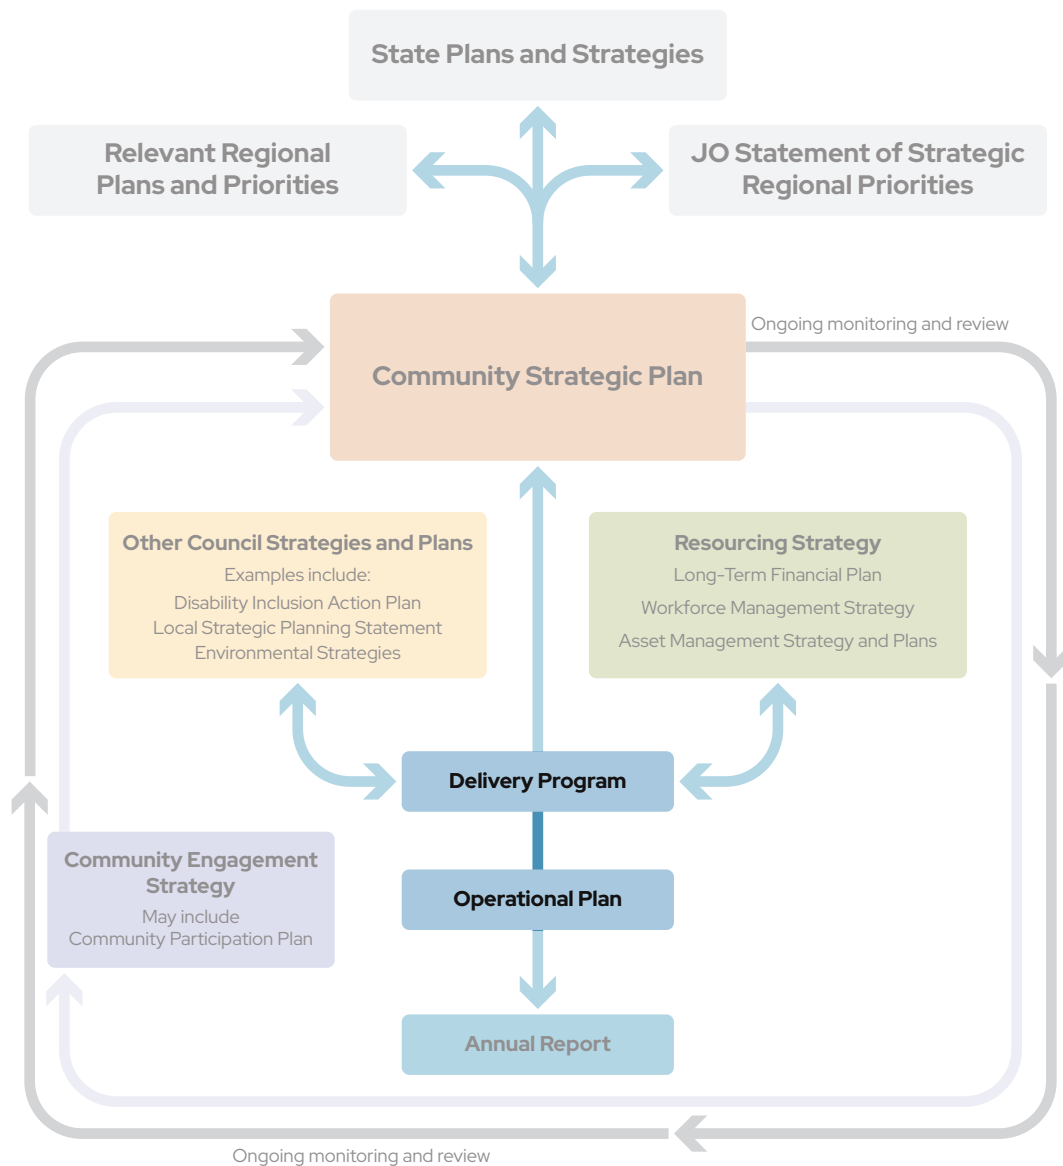 State Plans and Strategies
Relevant Regional
Plans and Priorities
JO Statement of Strategic
Regional Priorities
Ongoing monitoring and review
Community Strategic Plan
Other Council Strategies and Plans
Examples include:
Disability Inclusion Action Plan
Local Strategic Planning Statement
Environmental Strategies
Resourcing Strategy
Long-Term Financial Plan
Workforce Management Strategy
Asset Management Strategy and Plans
Delivery Program
Community Engagement
Strategy
May include
Community Participation Plan
Operational Plan
Annual Report
Ongoing monitoring and review